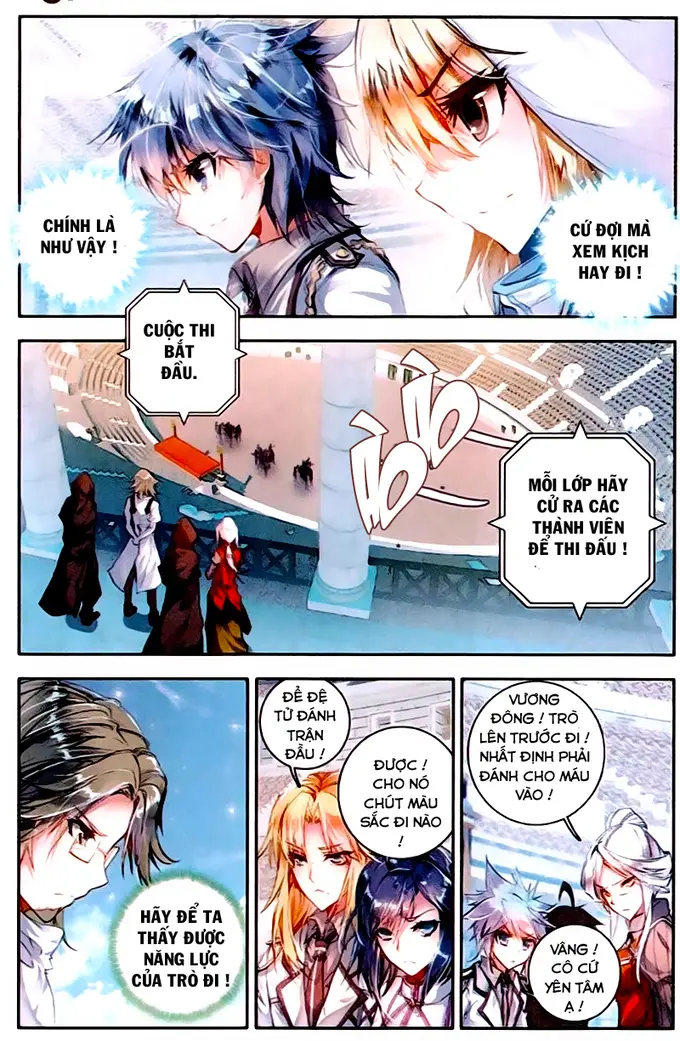 CHÍNH LÀ
NHƯ VẬY !
CỨ ĐỢI MÀ
XEM KỊCH
HAY ĐI !
CUỘC THI
BẮT
ĐẦU.
Ồ Ồ
Ồ Ồ
MỖI LỚP HÃY
CỬ RA CÁC
THÀNH VIÊN
ĐỂ THI ĐẤU !
HÃY ĐỂ TA
THẤY ĐƯỢC
NĂNG LỰC
CỦA TRÒ ĐI !
ĐỂ ĐỆ
TỬ ĐÁNH
TRẬN
ĐẦU !
ĐƯỢC !
CHO NÓ
CHÚT MÀU
SẮC ĐI NÀO
!
VƯƠNG
ĐÔNG ! TRÒ
LÊN TRƯỚC ĐI !
NHẤT ĐỊNH PHẢI
ĐÁNH CHO MÁU
VÀO !
VÂNG !
CÔ CỨ
YÊN TÂM
Ạ !